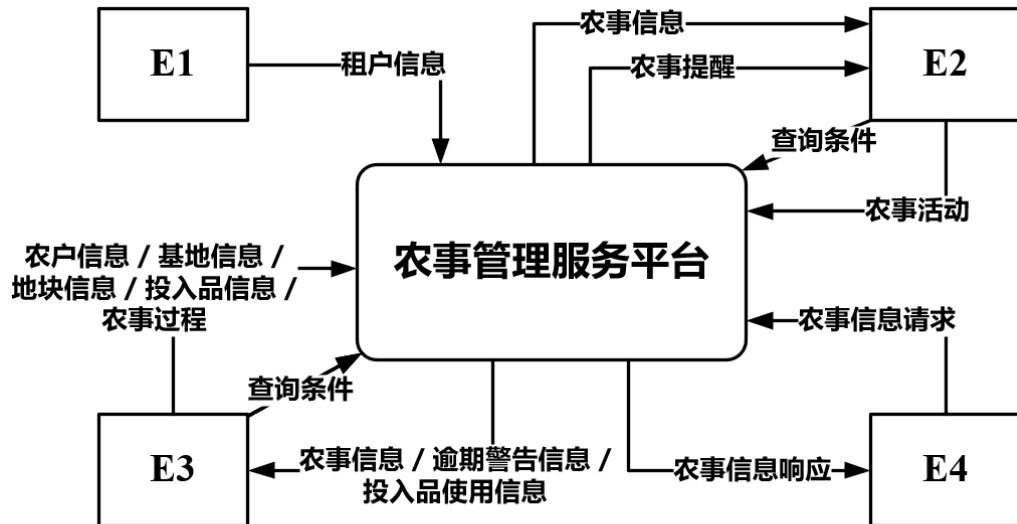 E1
租户信息
农事信息
农事提醒
E2
查询条件
农事活动
农事管理服务平台
农户信息 / 基地信息 /
地块信息 / 投入品信息 /
农事过程
农事信息请求
查询条件
E3
农事信息 / 逾期警告信息 /
投入品使用信息
农事信息响应
E4